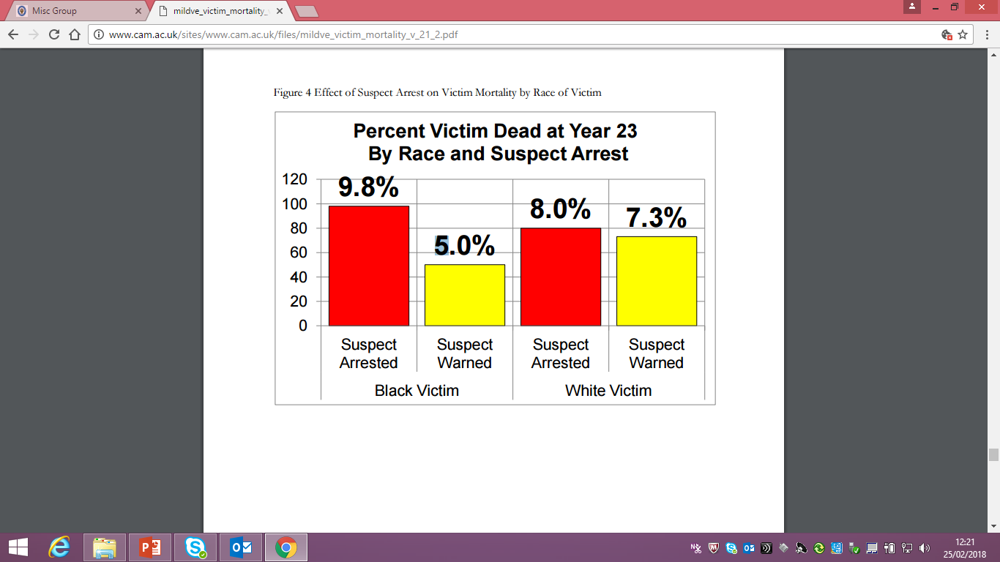 Misc Group
mildve_victim_mortality_v
www.cam.ac.uk/sites/www.cam.ac.uk/files/mildve_victim_mortality_v_21_2.pdf
Figure 4 Effect of Suspect Arrest on Victim Mortality by Race of Victim
Percent Victim Dead at Year 23
By Race and Suspect Arrest
120
100
80
60
40
20
0
9.8%
5.0%
8.0%
7.3%
Suspect Arrested
Suspect Warned
Suspect Arrested
Suspect Warned
Black Victim
White Victim
12:21
25/02/2018